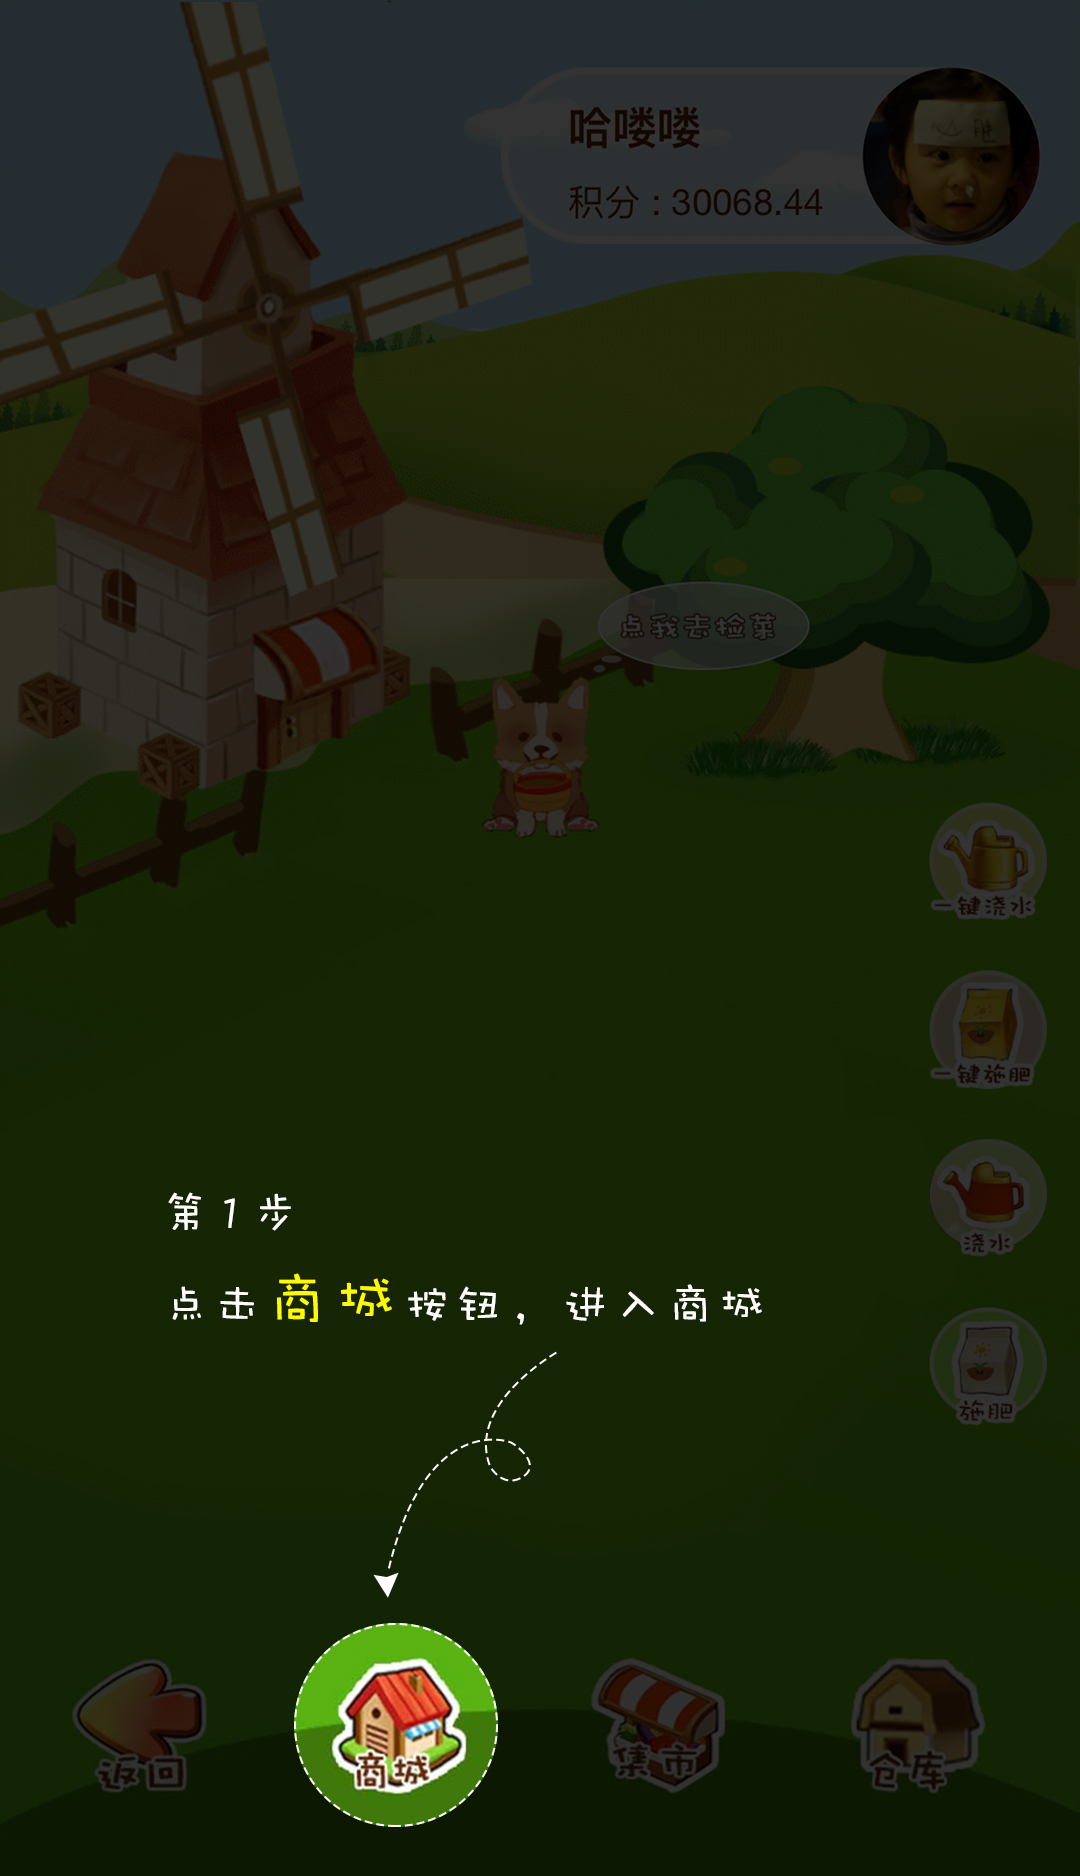 哈喽喽
积分：30068.44
点我去捡菜
一键浇水
一键施肥
浇水
施肥
第1步
点击商城按钮，进入商城
返回
商城
集市
仓库